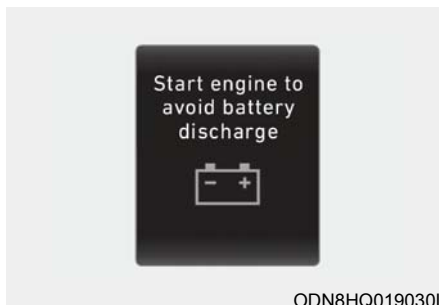 Start engine to
avoid battery
discharge
- +
ODN8HQ019030L